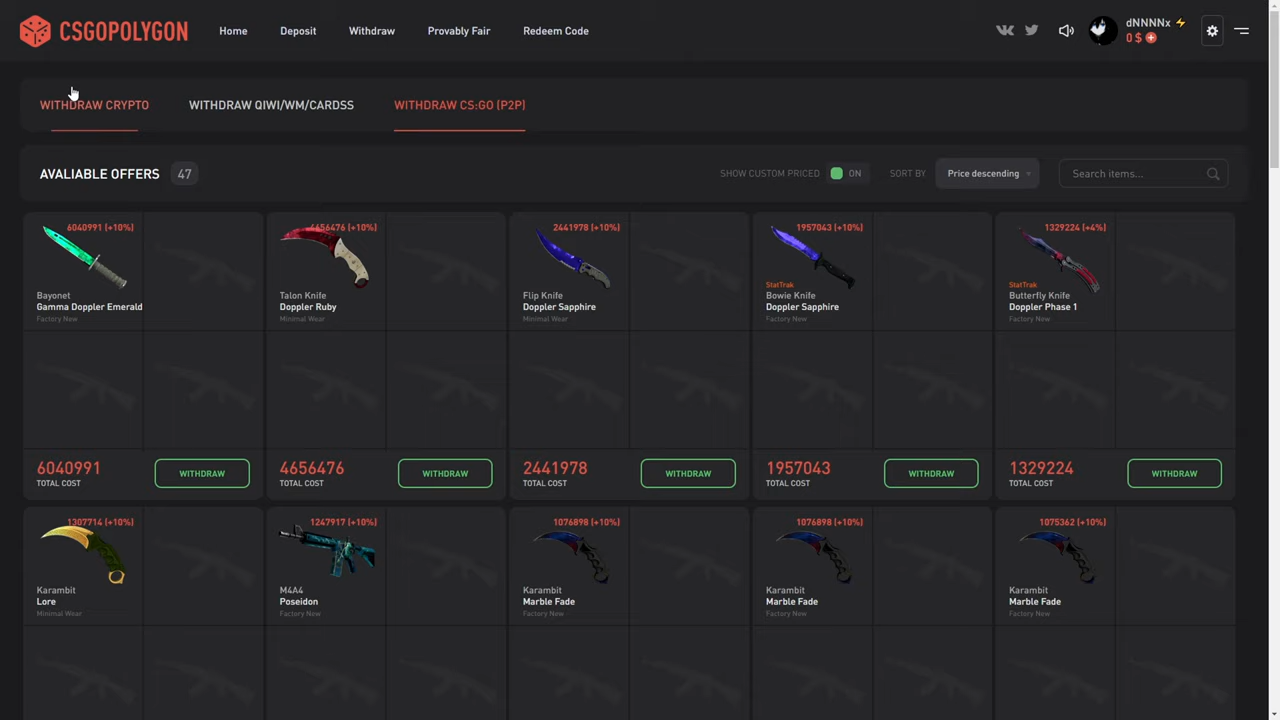 CSGOPOLYGON
Home
Deposit
Withdraw
Provably Fair
Redeem Code
dNNNNx
0 $
WITHDRAW CRYPTO
WITHDRAW QIWI/WM/CARDSS
WITHDRAW CS:GO (P2P)
AVALIABLE OFFERS 47
SHOW CUSTOM PRICED ON
SORT BY Price descending
Search items...
6040991 (+10%)
Bayonet
Gamma Doppler Emerald
Factory New
6040991
TOTAL COST
WITHDRAW
4656476 (+10%)
Talon Knife
Doppler Ruby
Minimal Wear
4656476
TOTAL COST
WITHDRAW
2441978 (+10%)
Flip Knife
Doppler Sapphire
Minimal Wear
2441978
TOTAL COST
WITHDRAW
1957043 (+10%)
StatTrak
Bowie Knife
Doppler Sapphire
Factory New
1957043
TOTAL COST
WITHDRAW
1329224 (+4%)
StatTrak
Butterfly Knife
Doppler Phase 1
Factory New
1329224
TOTAL COST
WITHDRAW
1307714 (+10%)
Karambit
Lore
Minimal Wear
1247917 (+10%)
M4A4
Poseidon
Factory New
1076898 (+10%)
Karambit
Marble Fade
Factory New
1076898 (+10%)
Karambit
Marble Fade
Factory New
1075362 (+10%)
Karambit
Marble Fade
Factory New